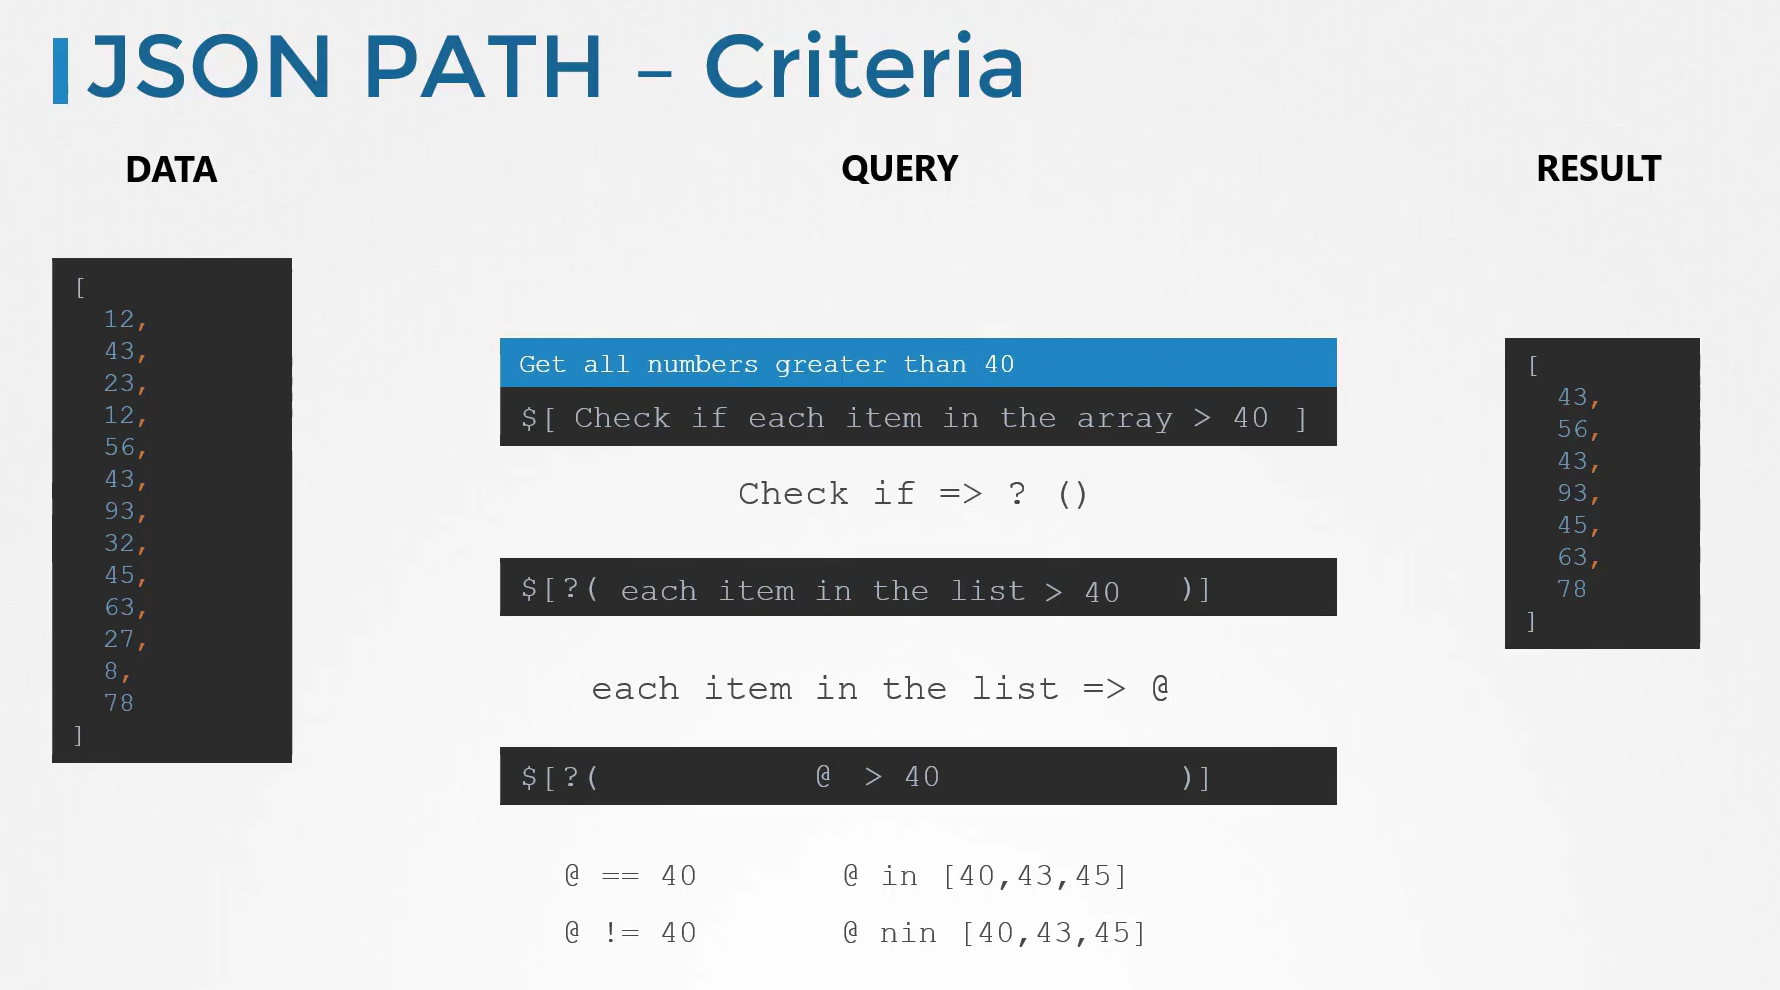 JSON PATH – Criteria
DATA
QUERY
RESULT
[
12,
43,
23,
12,
56,
43,
93,
32,
45,
63,
27,
8,
78
]
Get all numbers greater than 40
$[ Check if each item in the array > 40 ]
Check if => ? ()
$[?( each item in the list > 40 )]
each item in the list => @
$[?( @ > 40 )]
@ == 40
@ in [40,43,45]
@ != 40
@ nin [40,43,45]
[
43,
56,
43,
93,
45,
63,
78
]